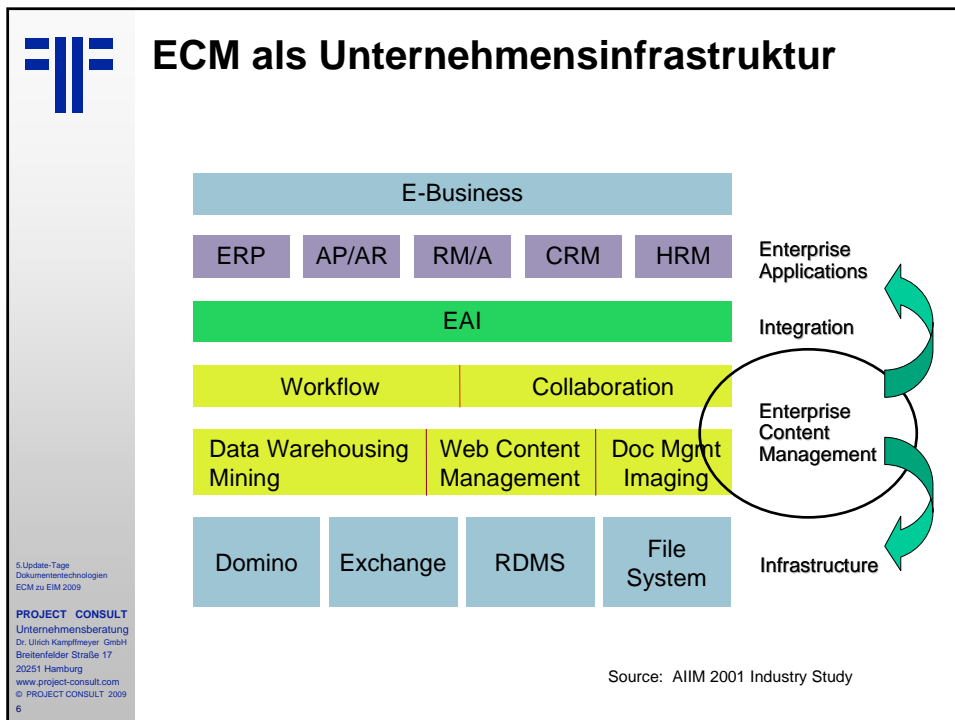 ECM als Unternehmensinfrastruktur
E-Business
ERP
AP/AR
RM/A
CRM
HRM
Enterprise
Applications
EAI
Integration
Workflow
Collaboration
Enterprise
Content
Management
Data Warehousing
Mining
Web Content
Management
Doc Mgmt
Imaging
Domino
Exchange
RDMS
File
System
Infrastructure
Source: AIIM 2001 Industry Study
5.Update-Tage
Dokumententechnologien
ECM zu EIM 2009
PROJECT CONSULT
Unternehmensberatung
Dr. Ulrich Kampffmeyer GmbH
Breitenfelder Straße 17
20251 Hamburg
www.project-consult.com
© PROJECT CONSULT 2009
6